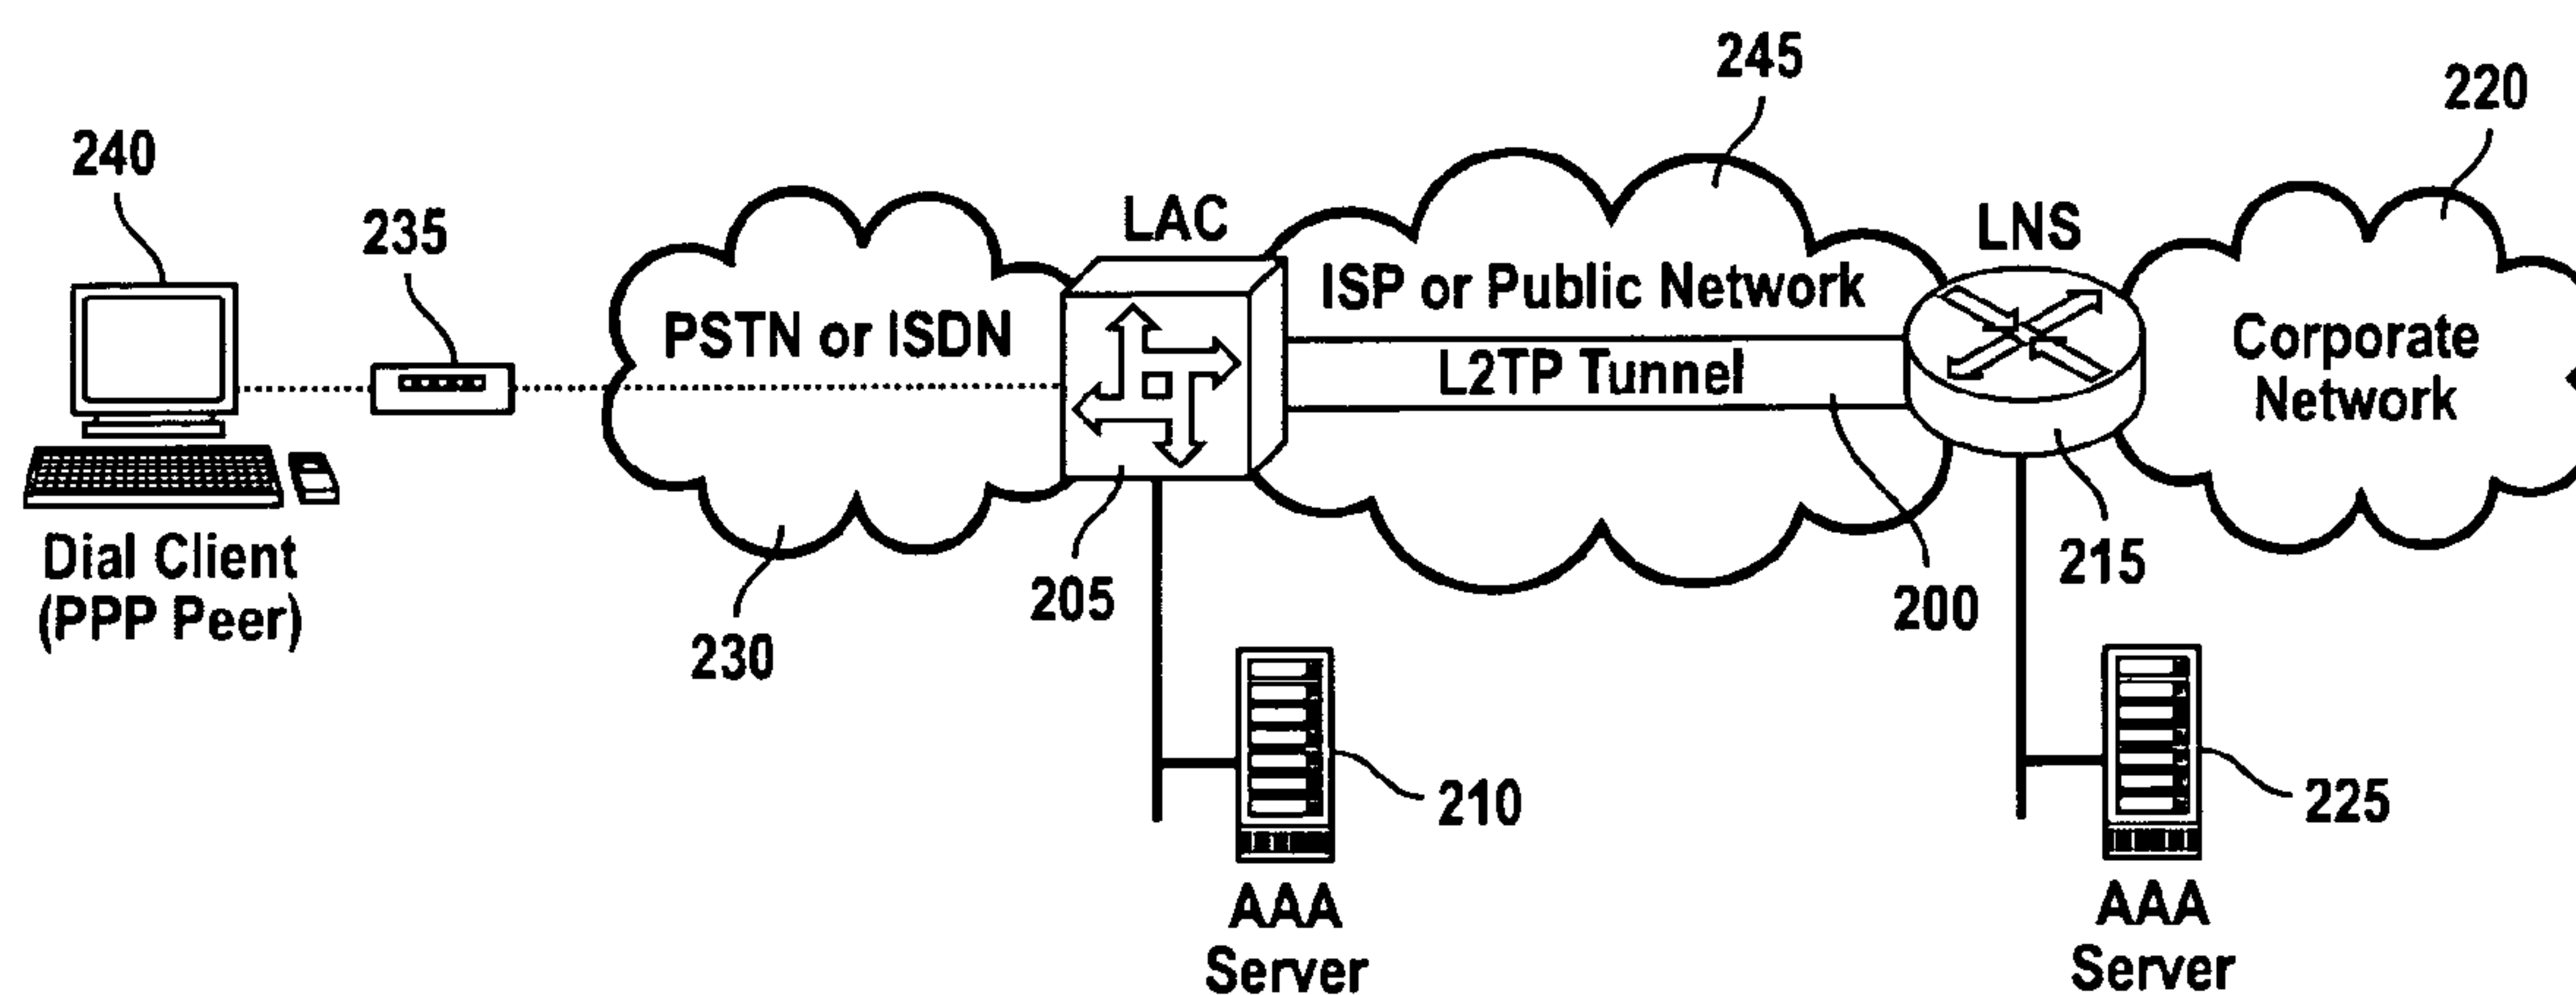 245
220
240
235
LAC
LNS
ISP or Public Network
PSTN or ISDN
L2TP Tunnel
Corporate
Network
Dial Client
(PPP Peer)
205
215
200
230
210
225
AAA
Server
AAA
Server